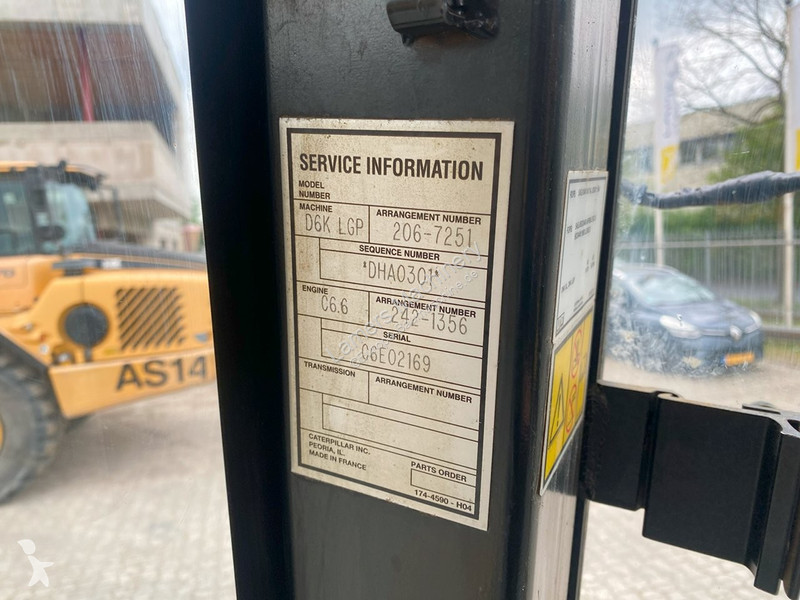 SERVICE INFORMATION
MODEL
NUMBER
MACHINE
D6K LGP
ARRANGEMENT NUMBER
206-7251
SEQUENCE NUMBER
*DHA0301*
ENGINE
C6.6
ARRANGEMENT NUMBER
242-1356
SERIAL
C6E02169
TRANSMISSION
ARRANGEMENT NUMBER
CATERPILLAR INC.
PEORIA, IL.
MADE IN FRANCE
PARTS ORDER
174-4590 - H04
AS14